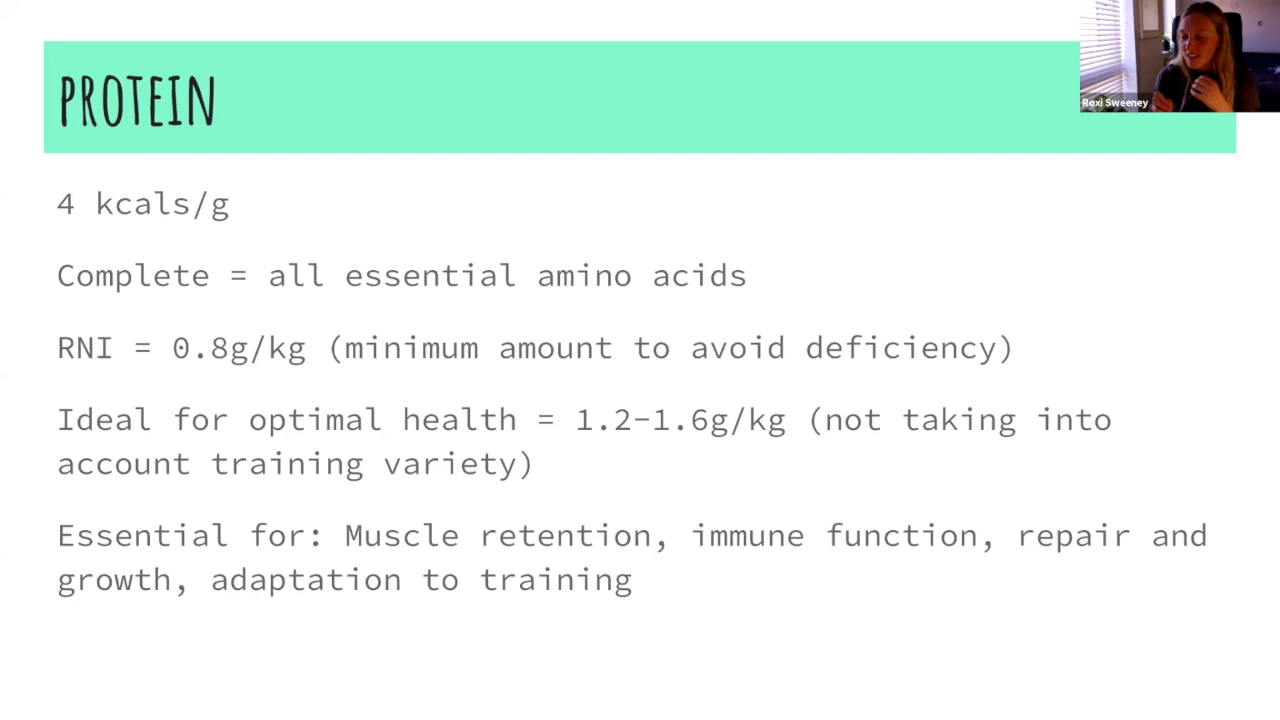 PROTEIN
Roxi Sweeney
4 kcals/g
Complete = all essential amino acids
RNI = 0.8g/kg (minimum amount to avoid deficiency)
Ideal for optimal health = 1.2-1.6g/kg (not taking into
account training variety)
Essential for: Muscle retention, immune function, repair and
growth, adaptation to training